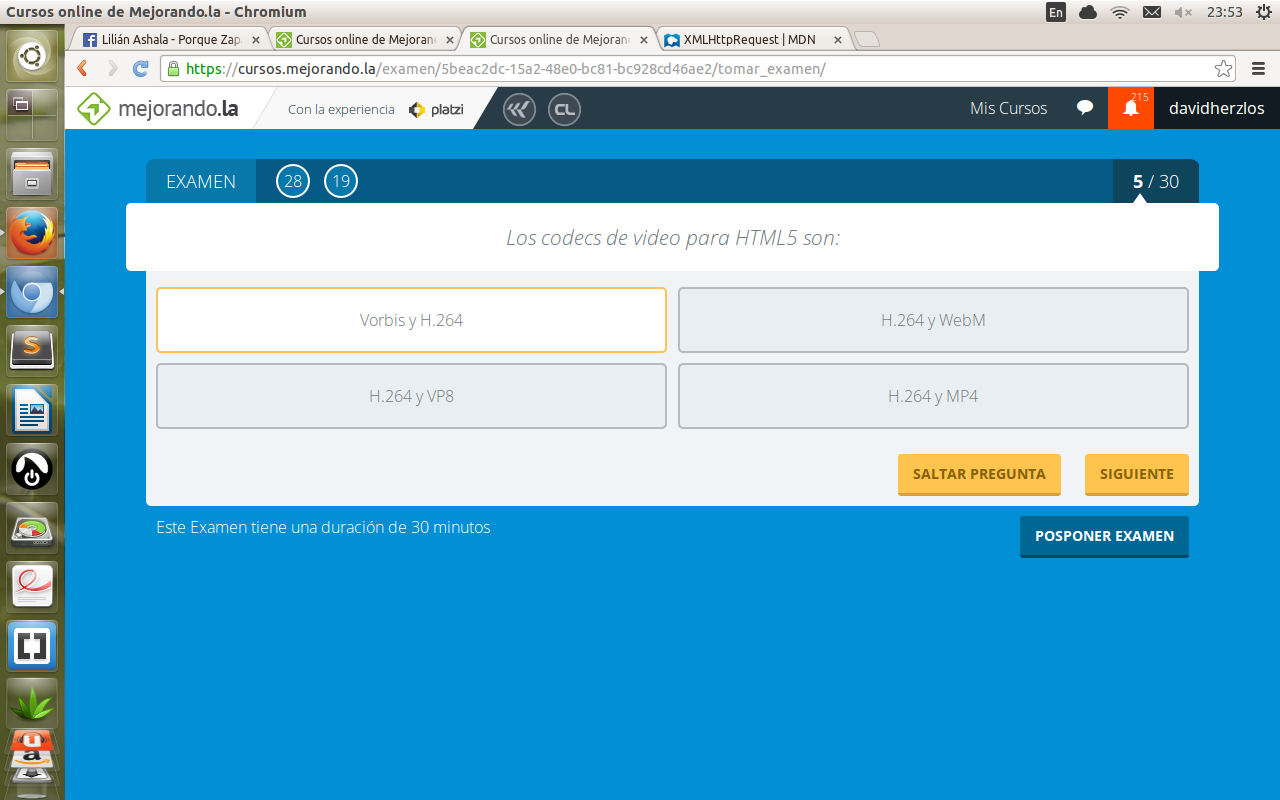 Cursos online de Mejorando.la - Chromium
En
23:53
Lilián Ashala - Porque Zap
Cursos online de Mejoran
Cursos online de Mejoran
XMLHttpRequest | MDN
https://cursos.mejorando.la/examen/5beac2dc-15a2-48e0-bc81-bc928cd46ae2/tomar_examen/
mejorando.la
Con la experiencia
platzi
CL
Mis Cursos
215
davidherzlos
EXAMEN
28
19
5 / 30
Los codecs de video para HTML5 son:
Vorbis y H.264
H.264 y WebM
H.264 y VP8
H.264 y MP4
SALTAR PREGUNTA
SIGUIENTE
Este Examen tiene una duración de 30 minutos
POSPONER EXAMEN